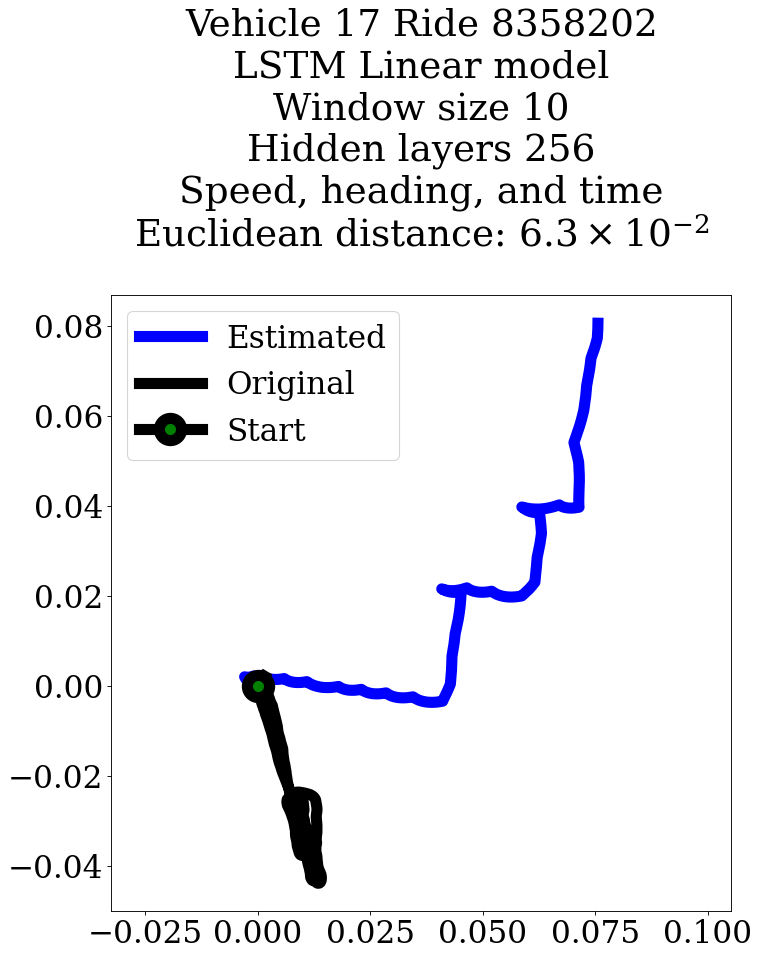 Vehicle 17 Ride 8358202
LSTM Linear model
Window size 10
Hidden layers 256
Speed, heading, and time
Euclidean distance: 6.3 × 10⁻²
Estimated
Original
Start
0.08
0.06
0.04
0.02
0.00
−0.02
−0.04
−0.025 0.000 0.025 0.050 0.075 0.100